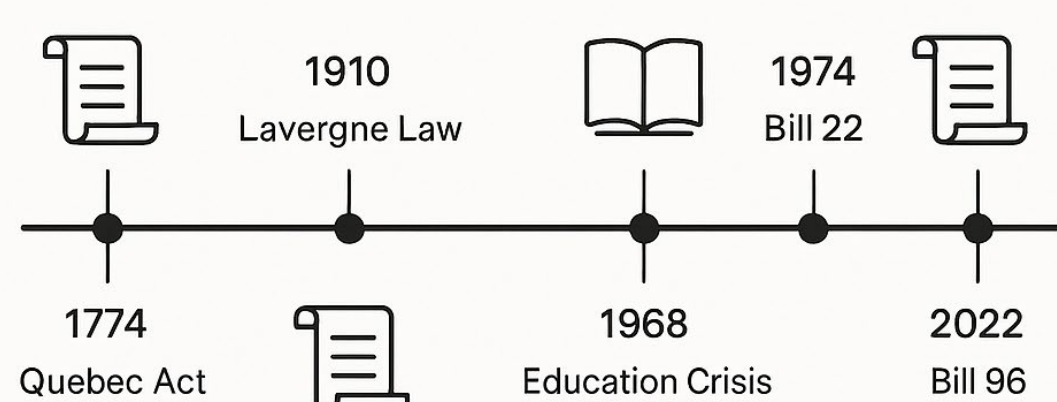 1910
Lavergne Law
1974
Bill 22
1774
Quebec Act
1968
Education Crisis
2022
Bill 96